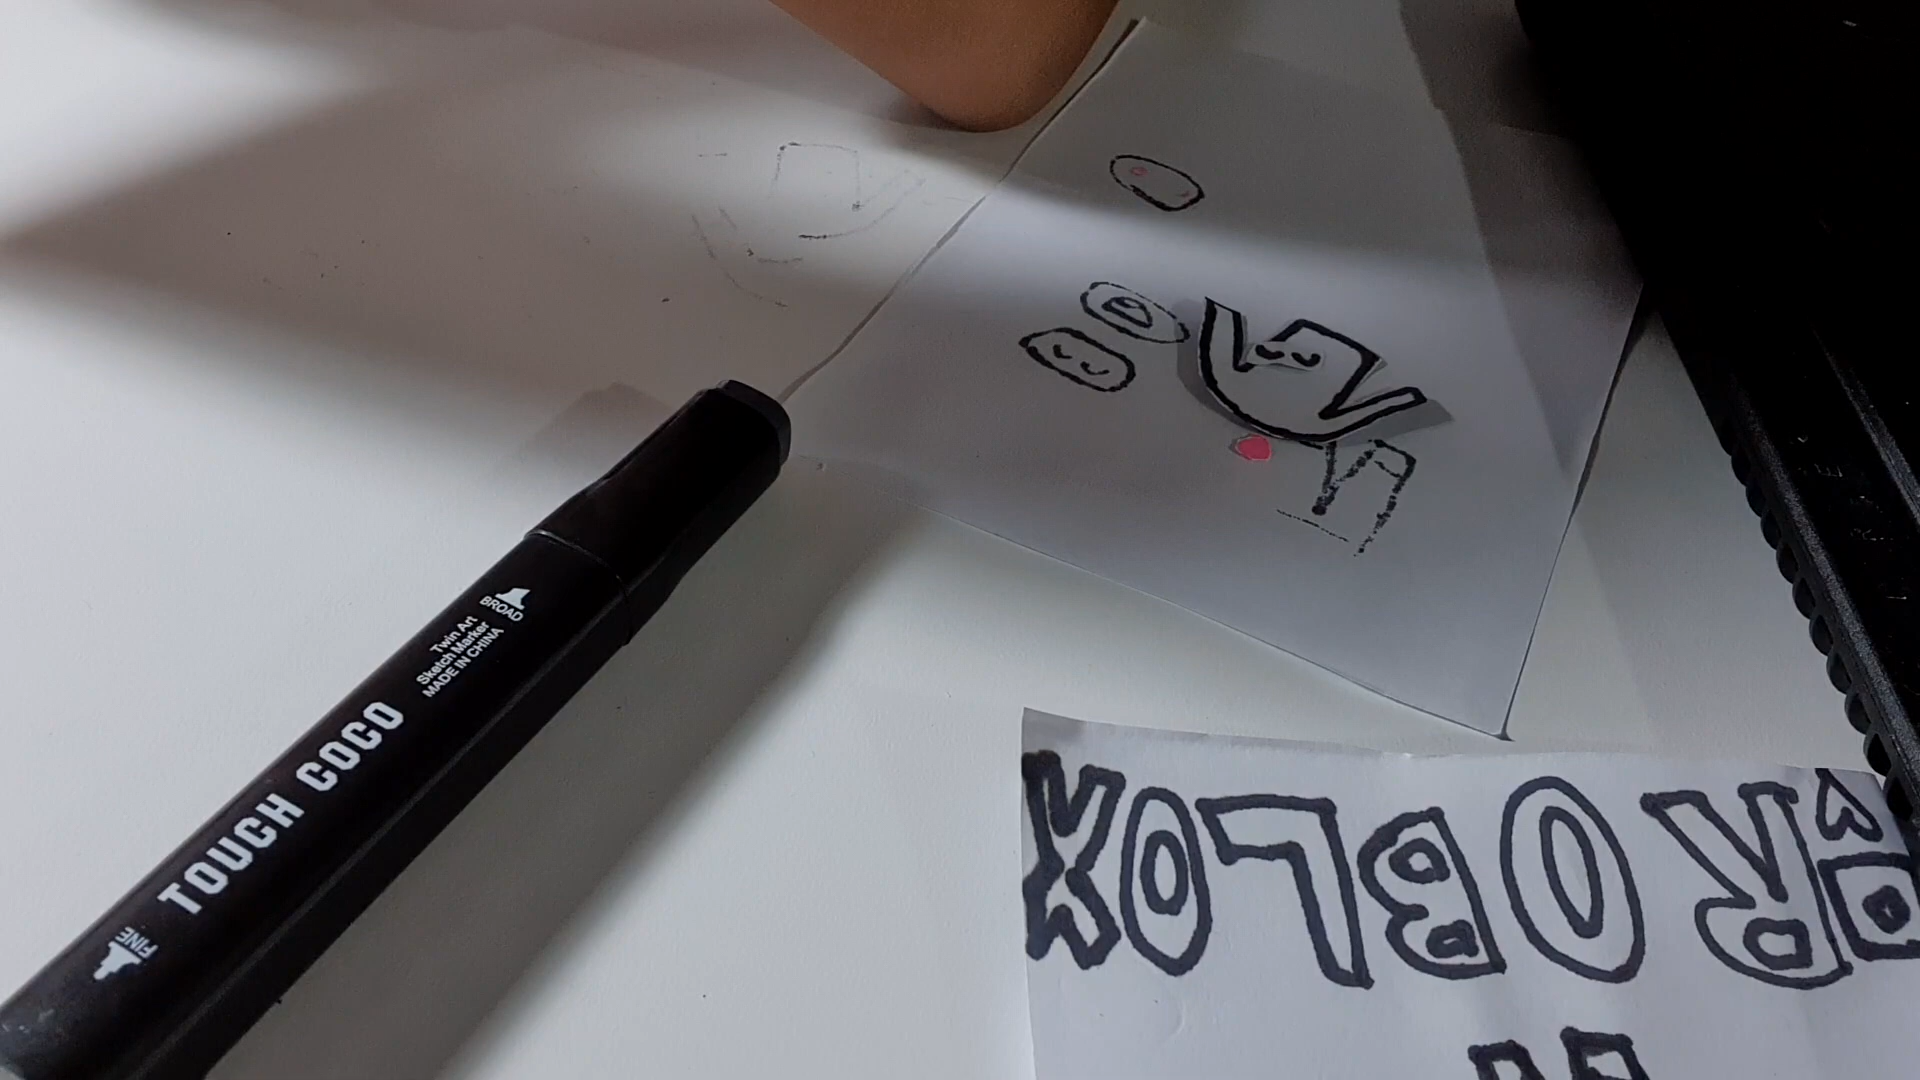 BROAD
Twin Art
Sketch Marker
MADE IN CHINA
TOUCH COCO
FINE
ROBLOX